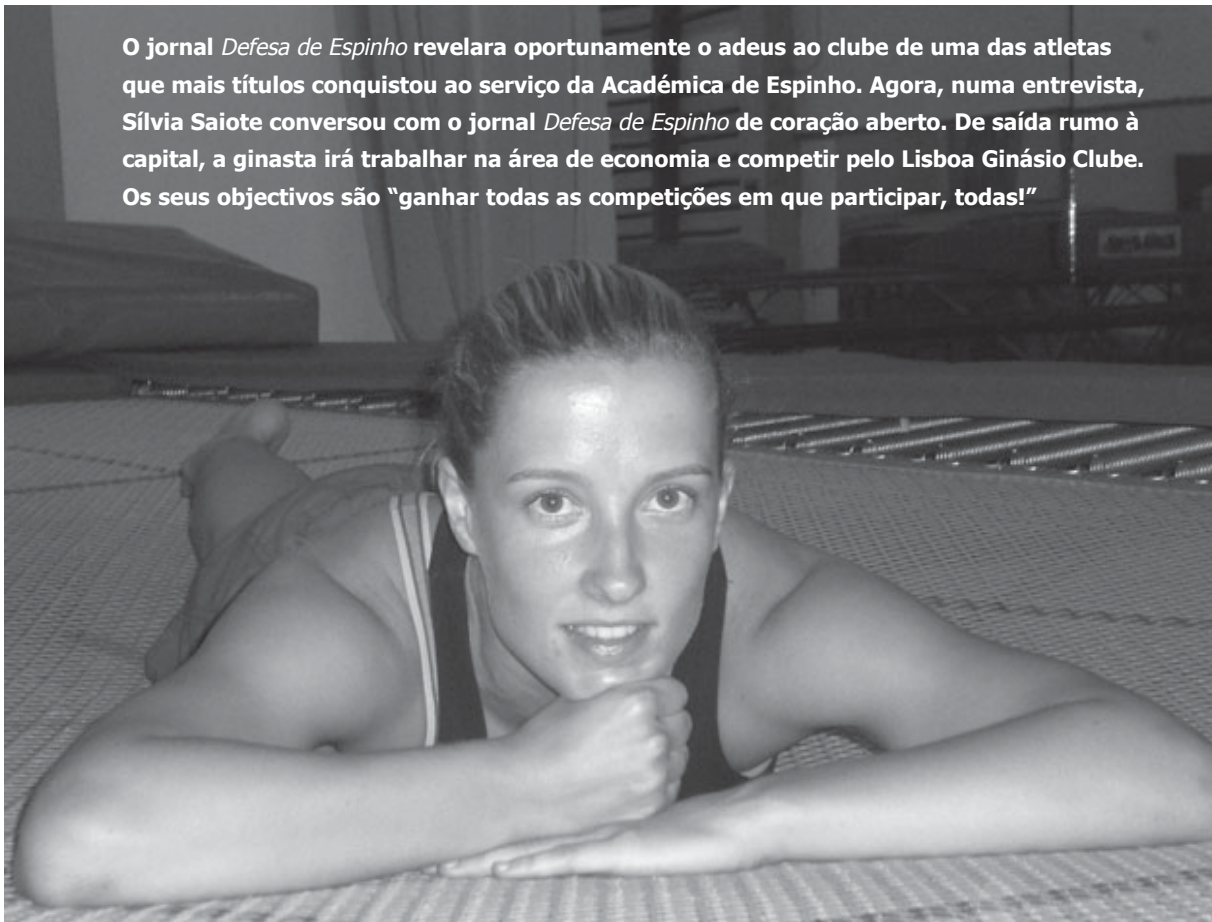 O jornal Defesa de Espinho revelara oportunamente o adeus ao clube de uma das atletas
que mais títulos conquistou ao serviço da Académica de Espinho. Agora, numa entrevista,
Sílvia Saiote conversou com o jornal Defesa de Espinho de coração aberto. De saída rumo à
capital, a ginasta irá trabalhar na área de economia e competir pelo Lisboa Ginásio Clube.
Os seus objectivos são “ganhar todas as competições em que participar, todas!”